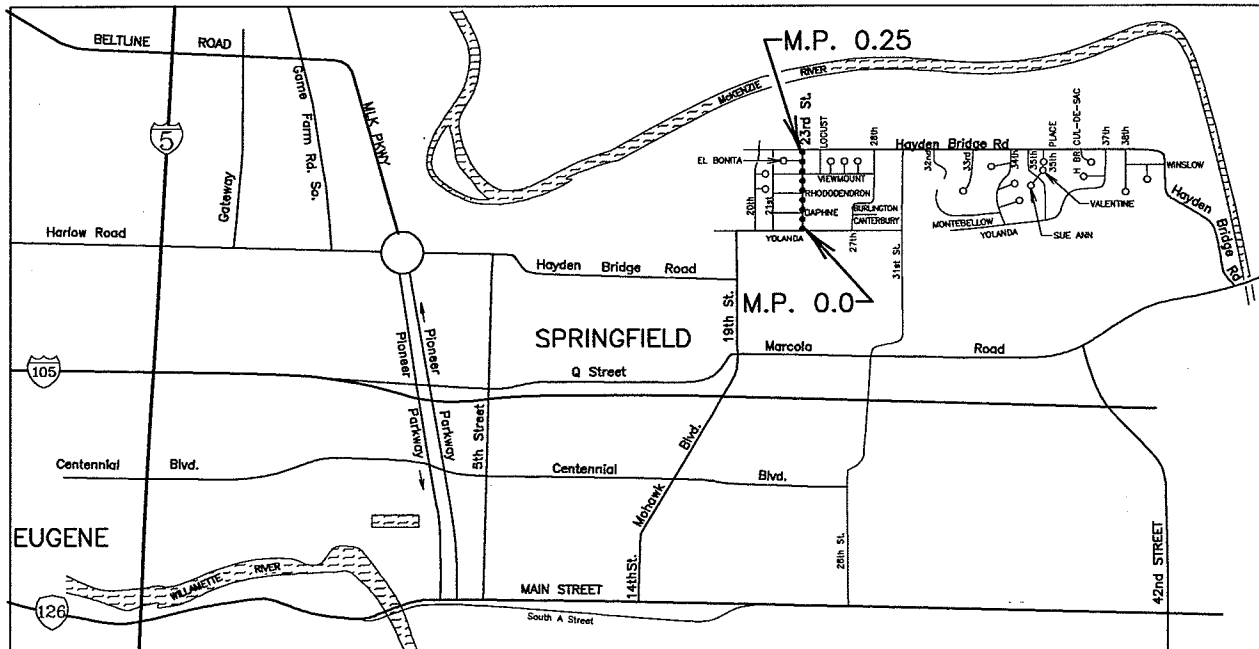 BELTLINE ROAD
Game Farm Rd. So.
MLK PKWY
5
Gateway
Harlow Road
McKENZIE RIVER
M.P. 0.25
23rd St.
LOCUST
28th
Hayden Bridge Rd
32nd
33rd
34th
35th
35th PLACE
H BR CUL-DE-SAC
37th
38th
WINSLOW
EL BONITA
VIEWMOUNT
RHODODENDRON
20th
21st
DAPHNE
BURLINGTON
CANTERBURY
27th
YOLANDA
MONTEBELLOW
YOLANDA
VALENTINE
SUE ANN
Hayden Bridge Rd
Hayden Bridge Road
31st St.
M.P. 0.0
19th St.
SPRINGFIELD
Marcola Road
Pioneer Parkway
Pioneer Parkway
105
Q Street
5th Street
Centennial Blvd.
Centennial Blvd.
Mohawk Blvd.
EUGENE
WILLAMETTE RIVER
28th St.
14th St.
42nd STREET
MAIN STREET
126
South A Street